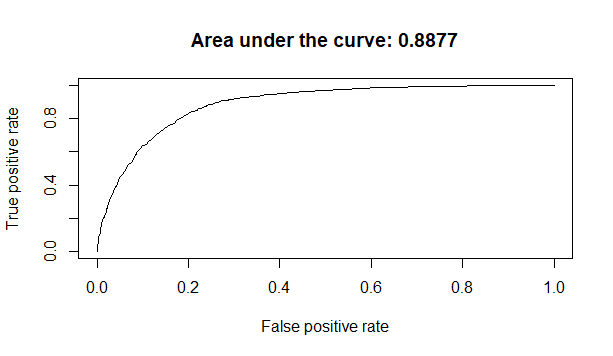 Area under the curve: 0.8877
True positive rate
0.8
0.4
0.0
0.0 0.2 0.4 0.6 0.8 1.0
False positive rate